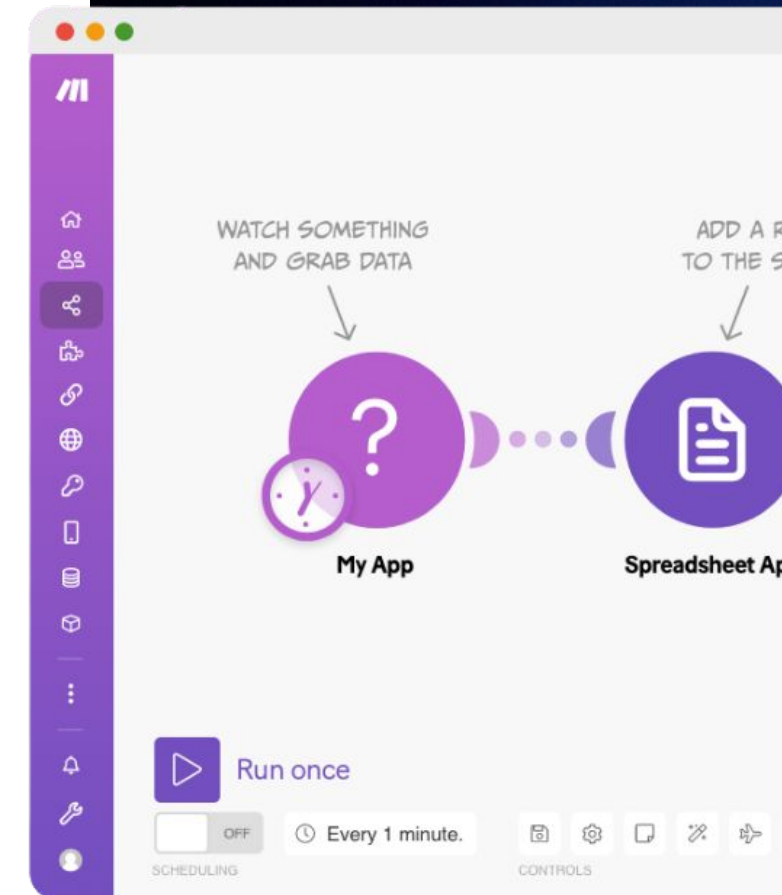 WATCH SOMETHING
AND GRAB DATA
ADD A R
TO THE S
?
My App
Spreadsheet Ap
Run once
OFF
Every 1 minute.
SCHEDULING
CONTROLS